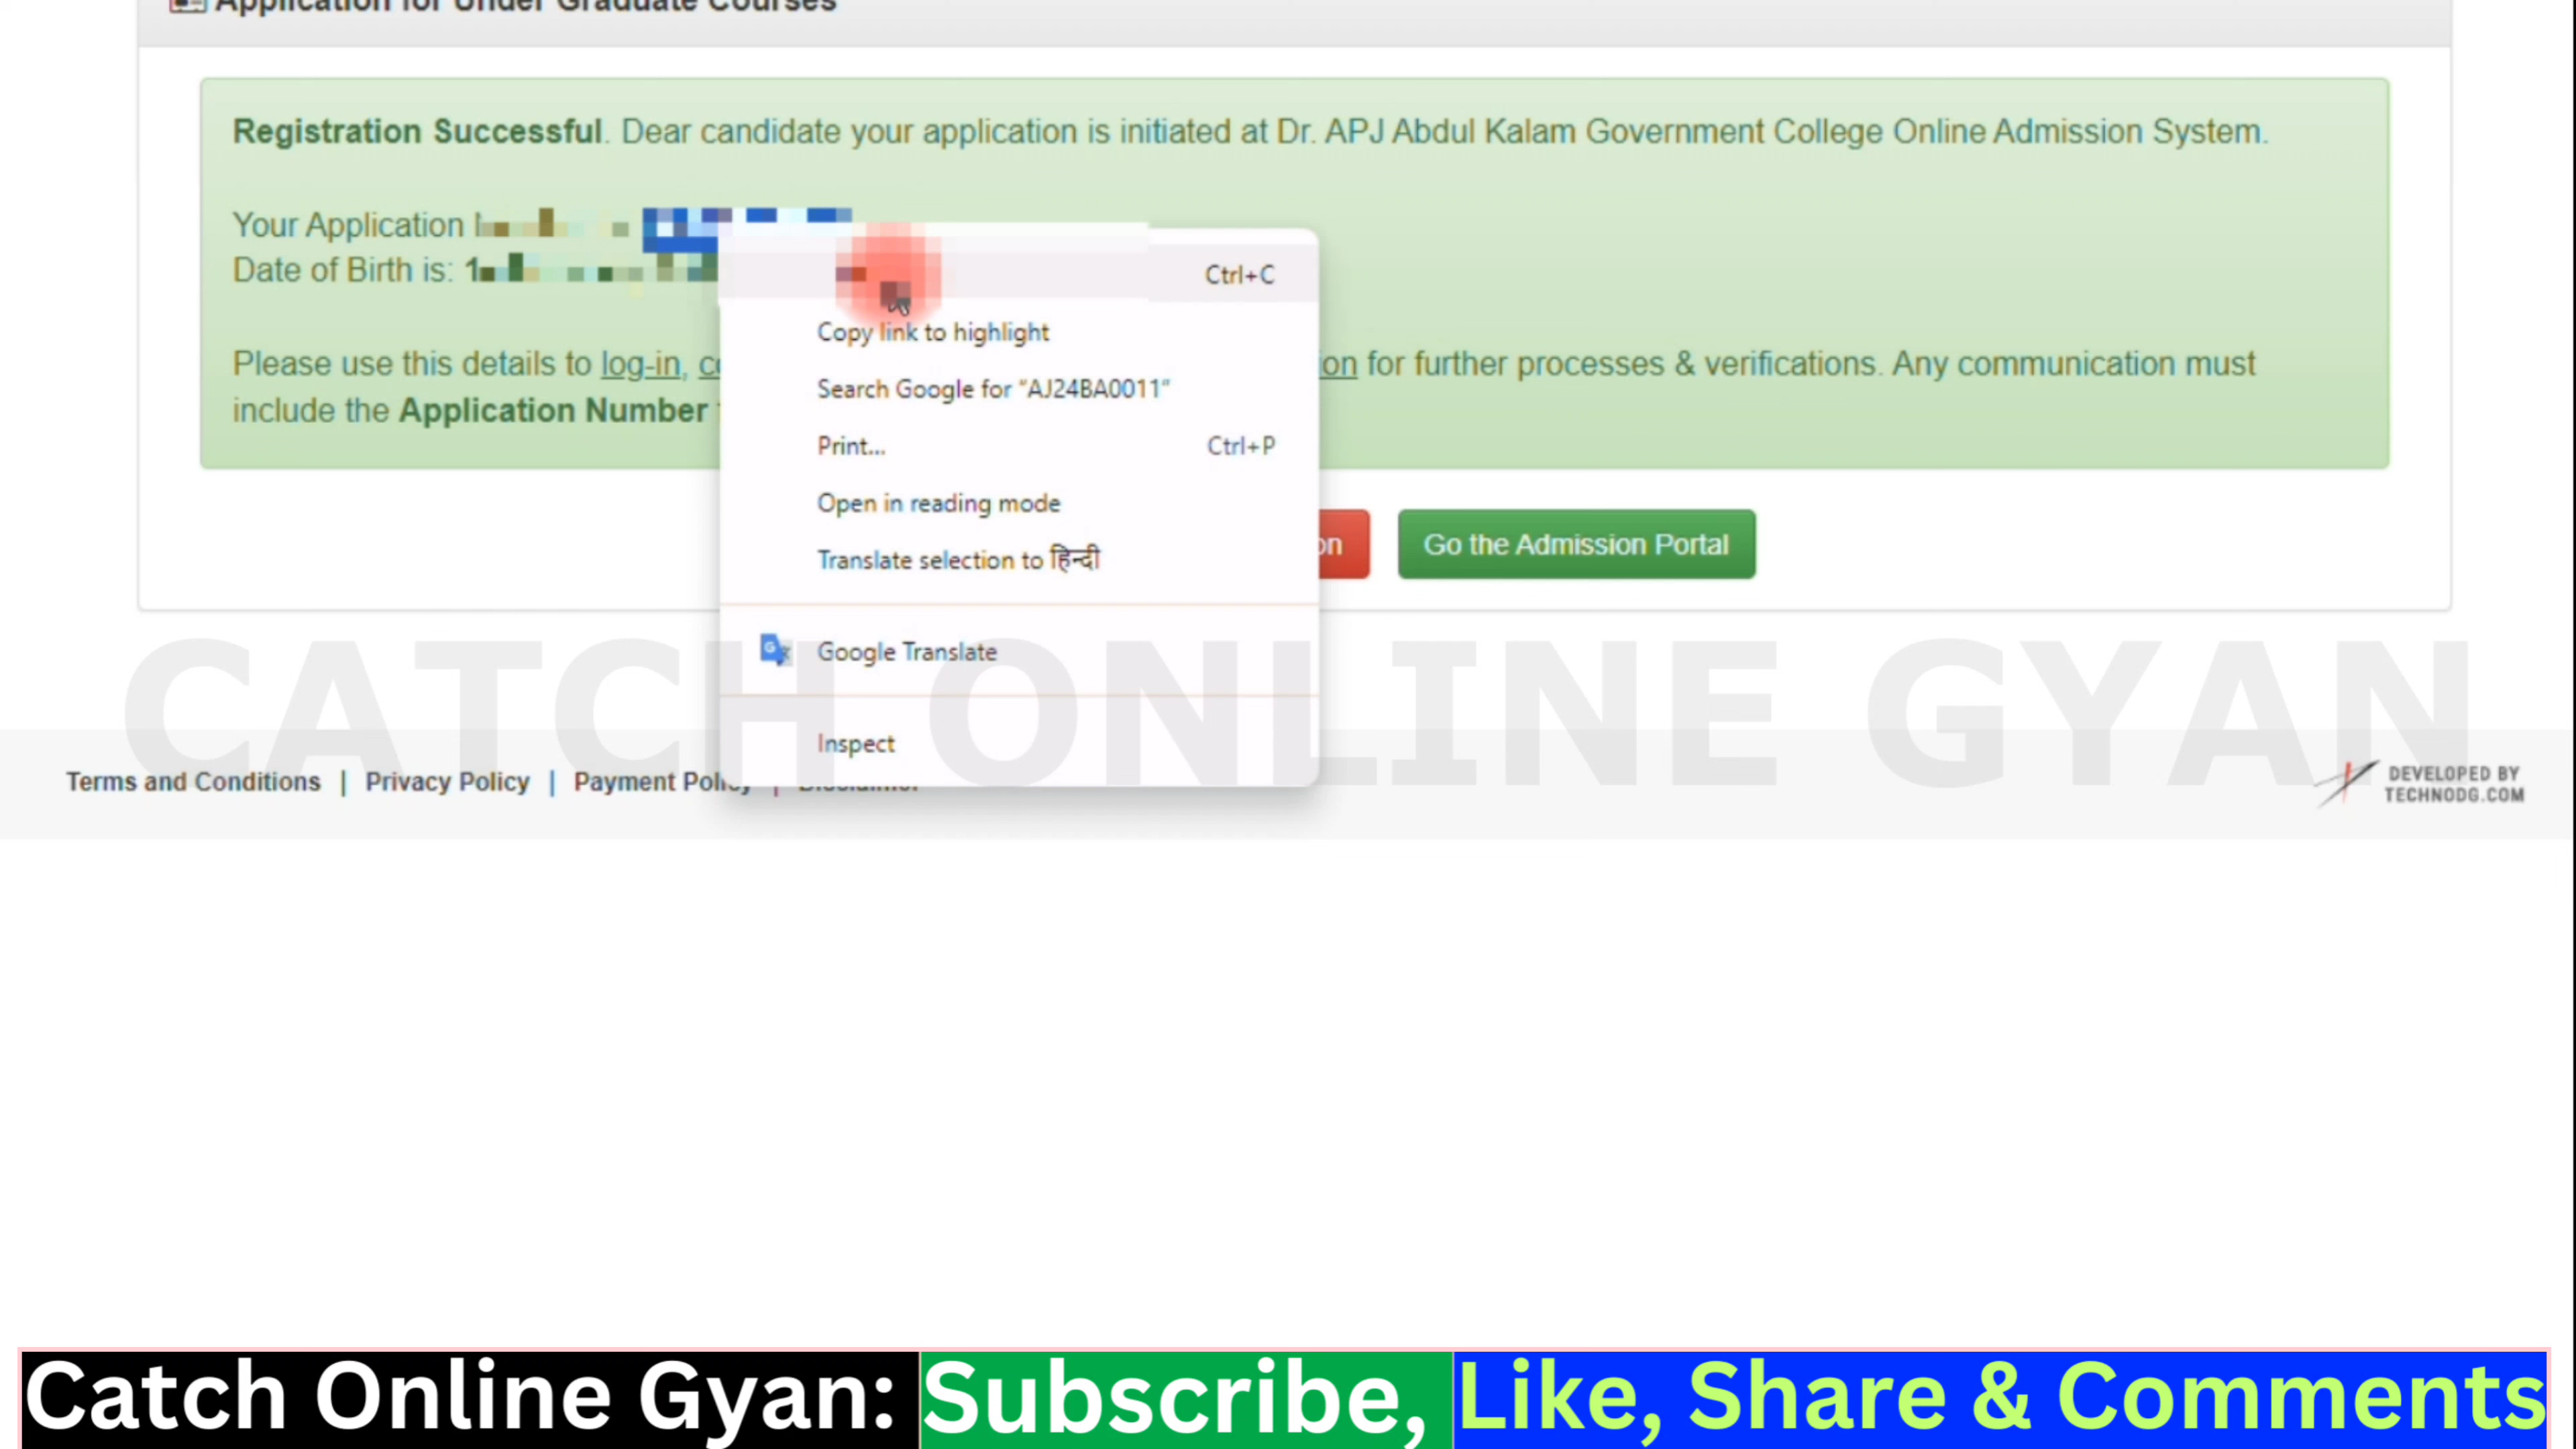 Application for Under Graduate Courses
Registration Successful. Dear candidate your application is initiated at Dr. APJ Abdul Kalam Government College Online Admission System.
Your Application
Date of Birth is: 1
Ctrl+C
Copy link to highlight
Please use this details to log-in, for further processes & verifications. Any communication must
Search Google for "AJ24BA0011"
include the Application Number
Print... Ctrl+P
Open in reading mode
Go the Admission Portal
Translate selection to हिन्दी
Google Translate
CATCH ONLINE GYAN
Inspect
Terms and Conditions | Privacy Policy | Payment Policy |
DEVELOPED BY
TECHNODG.COM
Catch Online Gyan: Subscribe, Like, Share & Comments